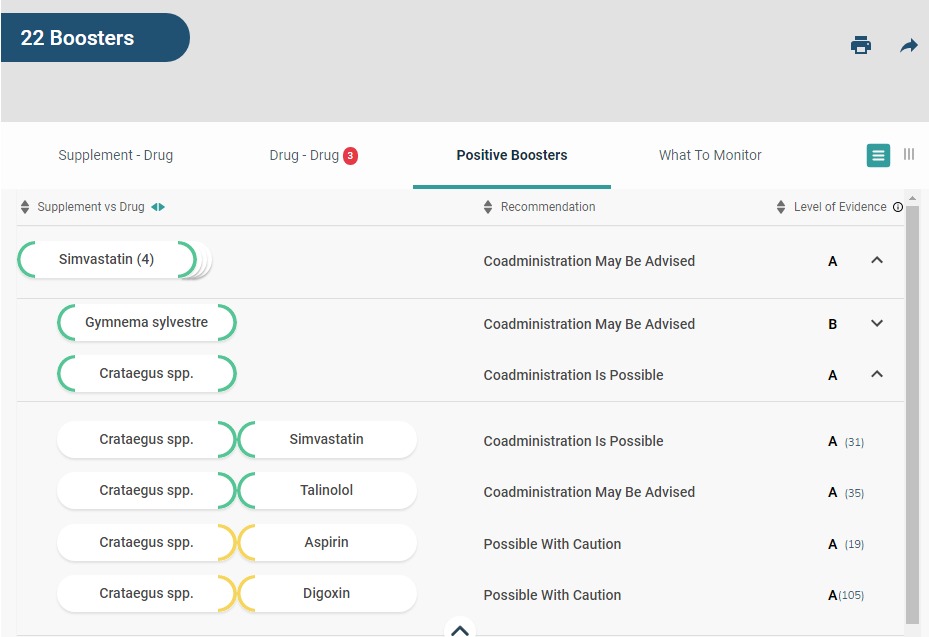 22 Boosters
Supplement - Drug Drug - Drug 3 Positive Boosters What To Monitor
Supplement vs Drug Recommendation Level of Evidence
Simvastatin (4) Coadministration May Be Advised A
Gymnema sylvestre Coadministration May Be Advised B
Crataegus spp. Coadministration Is Possible A
Crataegus spp. Simvastatin Coadministration Is Possible A (31)
Crataegus spp. Talinolol Coadministration May Be Advised A (35)
Crataegus spp. Aspirin Possible With Caution A (19)
Crataegus spp. Digoxin Possible With Caution A(105)